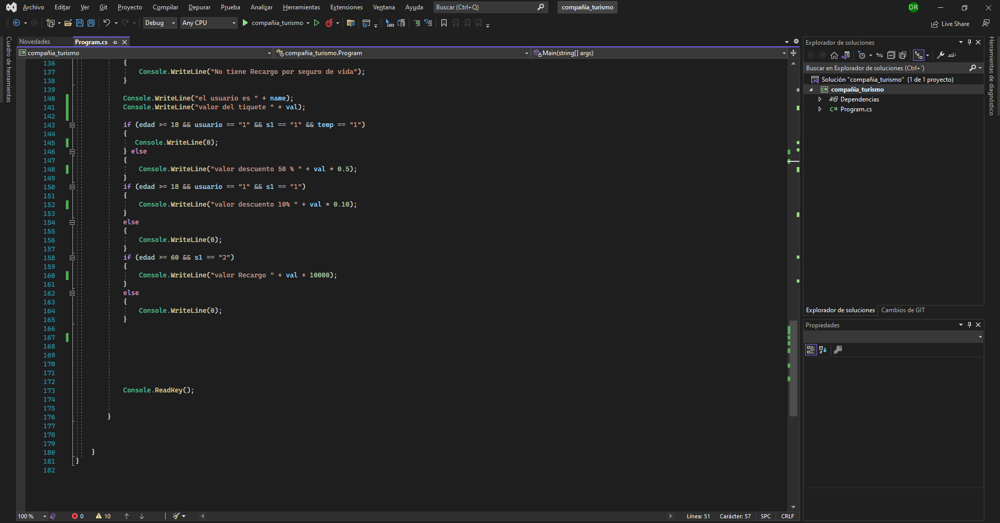 Archivo Editar Ver Git Proyecto Compilar Depurar Prueba Analizar Herramientas Extensiones Ventana Ayuda Buscar (Ctrl+Q) compañia_turismo DR
Debug Any CPU compañia_turismo Live Share
Cuadro de herramientas
Novedades Program.cs
compañia_turismo compañia_turismo.Program Main(string[] args)
136 {
137 Console.WriteLine("No tiene Recargo por seguro de vida");
138 }
139
140 Console.WriteLine("el usuario es " + name);
141 Console.WriteLine("valor del tiquete " + val);
142
143 if (edad >= 18 && usuario == "1" && s1 == "1" && temp == "1")
144 {
145 Console.WriteLine(0);
146 } else
147 {
148 Console.WriteLine("valor descuento 50 % " + val * 0.5);
149 }
150 if (edad >= 18 && usuario == "1" && s1 == "1")
151 {
152 Console.WriteLine("valor descuento 10% " + val * 0.10);
153 }
154 else
155 {
156 Console.WriteLine(0);
157 }
158 if (edad >= 60 && s1 == "2")
159 {
160 Console.WriteLine("valor Recargo " + val + 10000);
161 }
162 else
163 {
164 Console.WriteLine(0);
165 }
166
167
168
169
170
171
172
173 Console.ReadKey();
174
175
176 }
177
178
179
180 }
181 }
182
100 % 0 10 Línea: 51 Carácter: 57 SPC CRLF
Explorador de soluciones
Buscar en Explorador de soluciones (Ctrl+´)
Solución "compañia_turismo" (1 de 1 proyecto)
compañia_turismo
Dependencias
C# Program.cs
Explorador de soluciones Cambios de GIT
Propiedades
Herramientas de diagnóstico